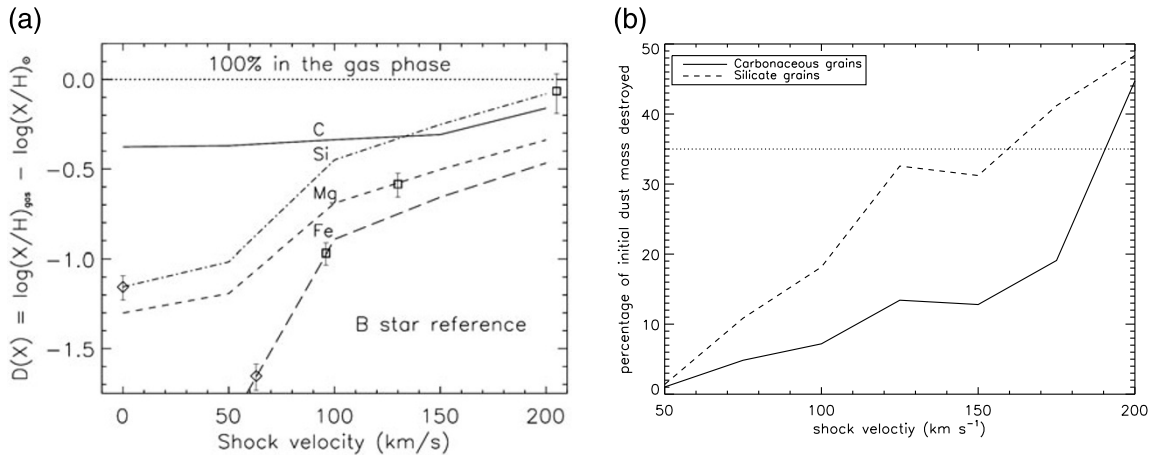 (a)
100% in the gas phase
C
Si
Mg
Fe
B star reference
D(X) = log(X/H)gas − log(X/H)⊙
0.0
−0.5
−1.0
−1.5
0 50 100 150 200
Shock velocity (km/s)
(b)
Carbonaceous grains
Silicate grains
percentage of initial dust mass destroyed
50
40
30
20
10
0
50 100 150 200
shock veloctiy (km s⁻¹)